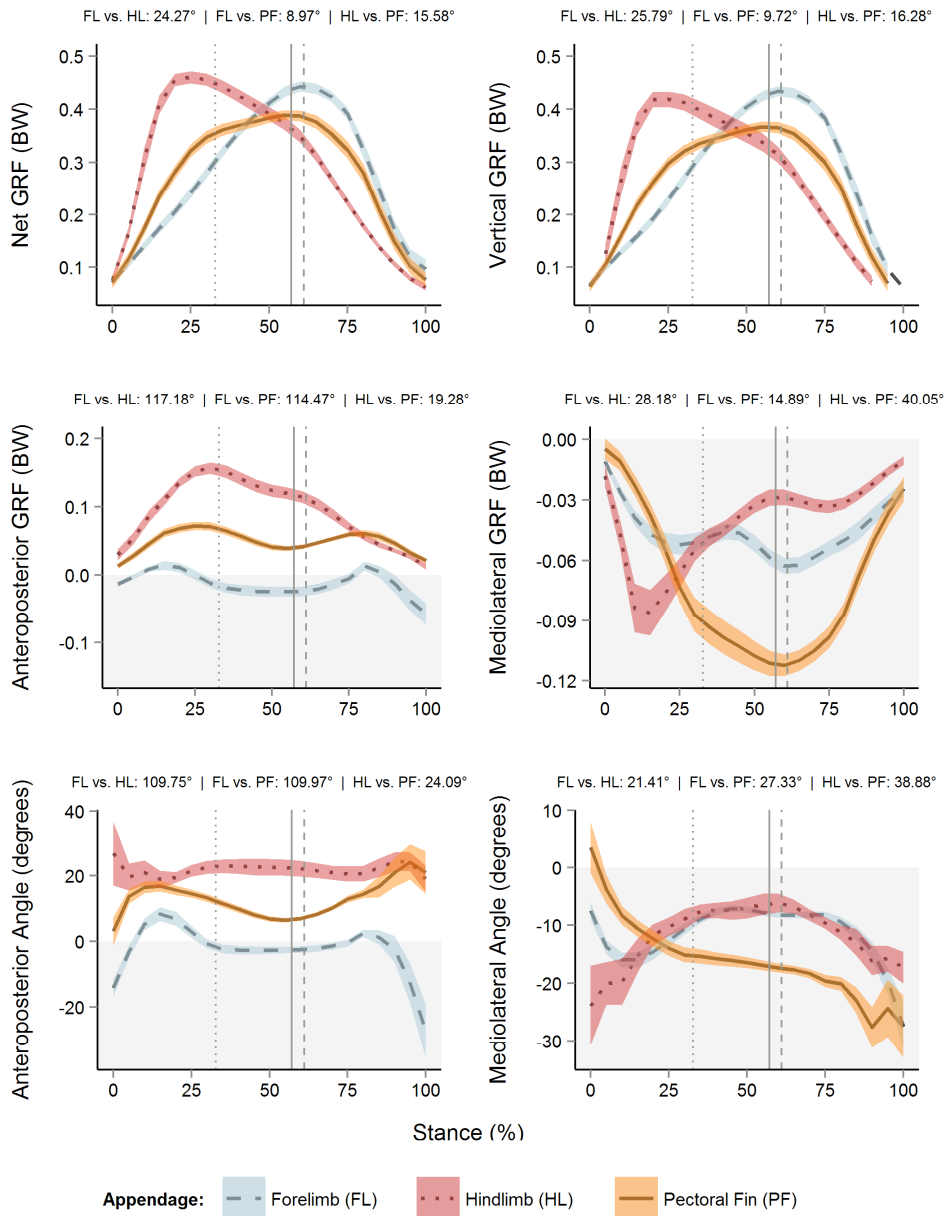 FL vs. HL: 24.27° | FL vs. PF: 8.97° | HL vs. PF: 15.58°
Net GRF (BW)
0.5
0.4
0.3
0.2
0.1
0 25 50 75 100
FL vs. HL: 25.79° | FL vs. PF: 9.72° | HL vs. PF: 16.28°
Vertical GRF (BW)
0.5
0.4
0.3
0.2
0.1
0 25 50 75 100
FL vs. HL: 117.18° | FL vs. PF: 114.47° | HL vs. PF: 19.28°
Anteroposterior GRF (BW)
0.2
0.1
0.0
-0.1
0 25 50 75 100
FL vs. HL: 28.18° | FL vs. PF: 14.89° | HL vs. PF: 40.05°
Mediolateral GRF (BW)
0.00
-0.03
-0.06
-0.09
-0.12
0 25 50 75 100
FL vs. HL: 109.75° | FL vs. PF: 109.97° | HL vs. PF: 24.09°
Anteroposterior Angle (degrees)
40
20
0
-20
0 25 50 75 100
FL vs. HL: 21.41° | FL vs. PF: 27.33° | HL vs. PF: 38.88°
Mediolateral Angle (degrees)
10
0
-10
-20
-30
0 25 50 75 100
Stance (%)
Appendage: Forelimb (FL) Hindlimb (HL) Pectoral Fin (PF)